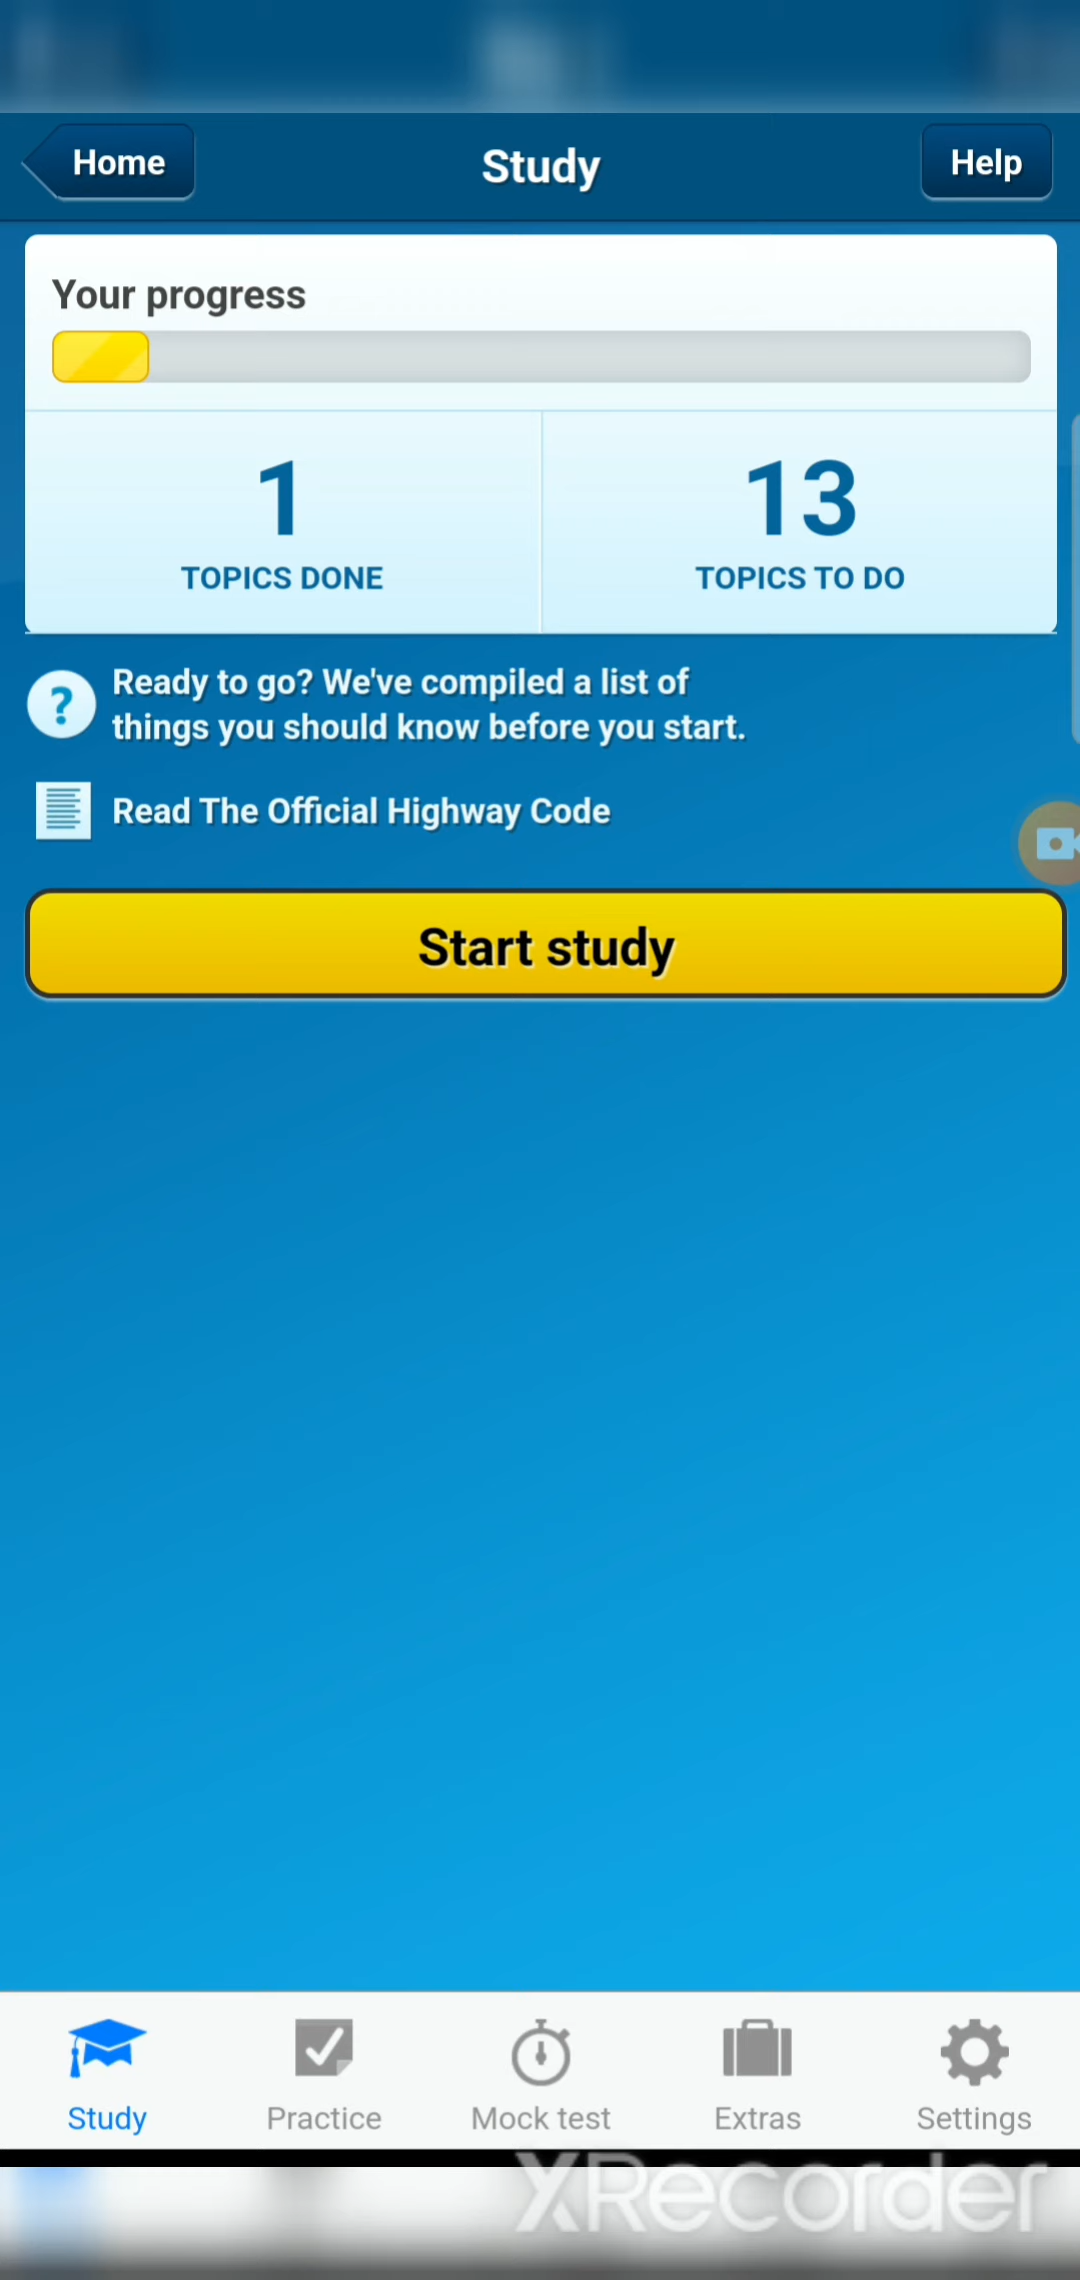 Home
Study
Help
Your progress
1
TOPICS DONE
13
TOPICS TO DO
?
Ready to go? We've compiled a list of
things you should know before you start.
Read The Official Highway Code
Start study
Study
Practice
Mock test
Extras
Settings
XRecorder